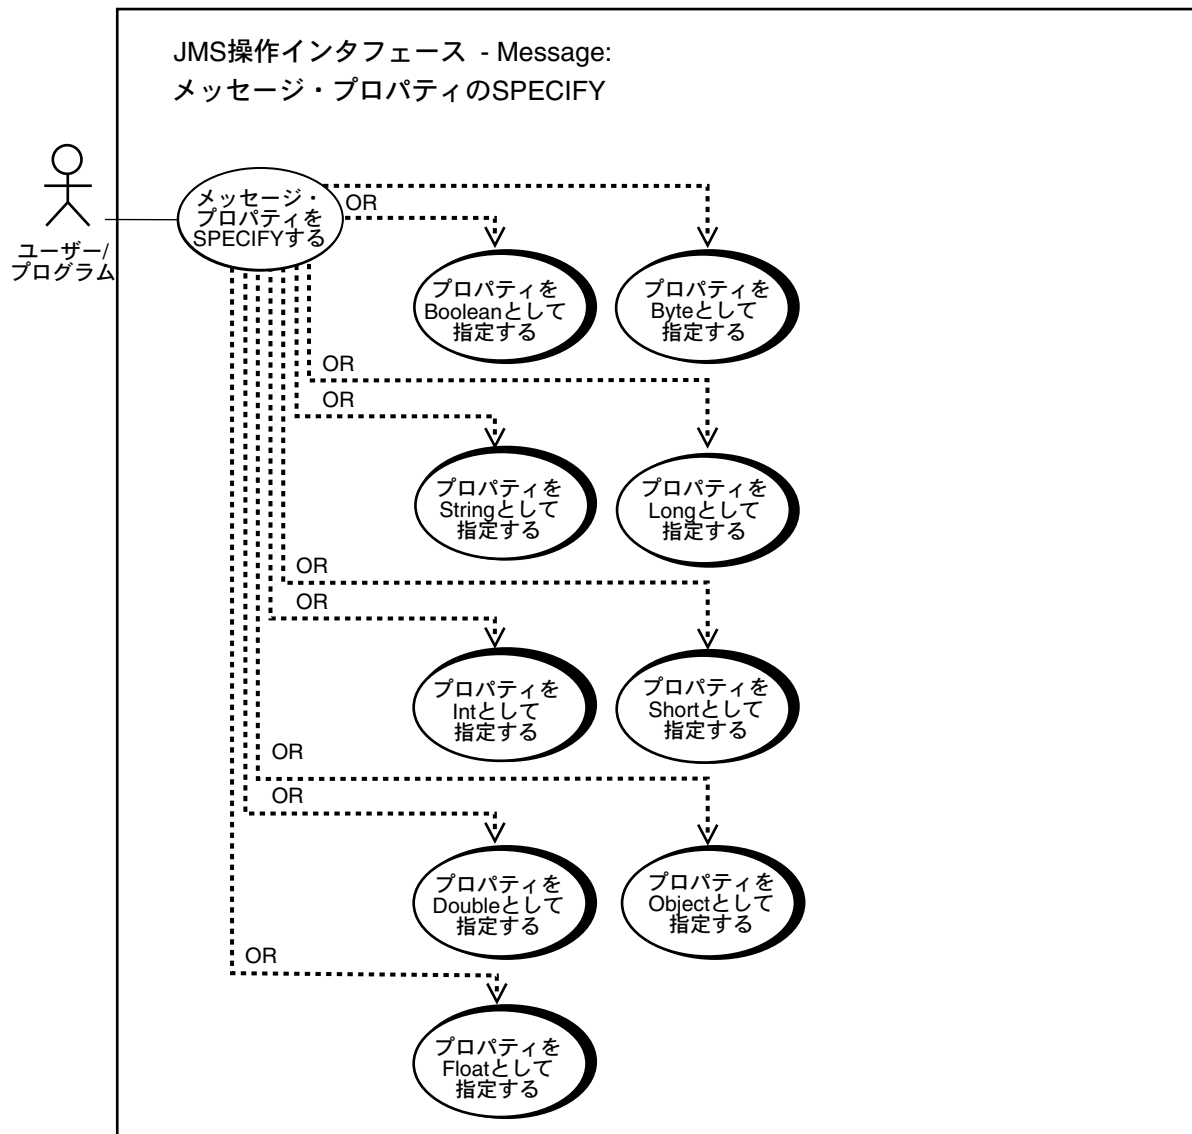 JMS操作インタフェース - Message:
メッセージ・プロパティのSPECIFY
ユーザー/
プログラム
メッセージ・
プロパティを
SPECIFYする
OR
プロパティを
Booleanとして
指定する
プロパティを
Byteとして
指定する
OR
OR
プロパティを
Stringとして
指定する
プロパティを
Longとして
指定する
OR
OR
プロパティを
Intとして
指定する
プロパティを
Shortとして
指定する
OR
OR
プロパティを
Doubleとして
指定する
プロパティを
Objectとして
指定する
OR
プロパティを
Floatとして
指定する